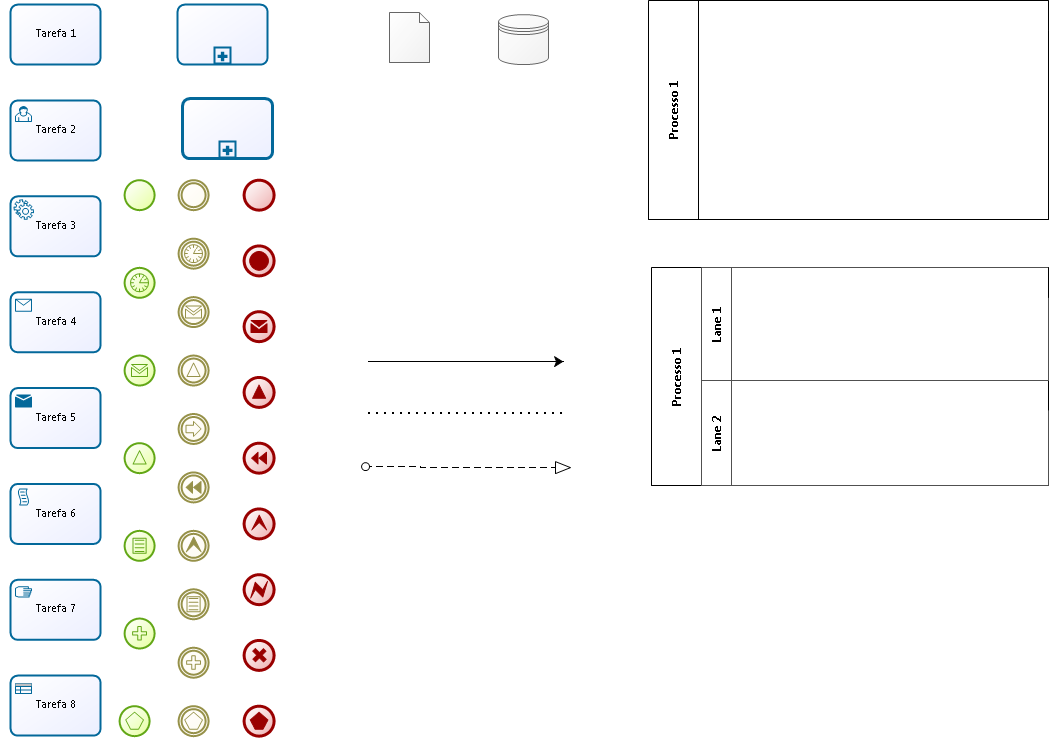 Tarefa 1
Tarefa 2
Tarefa 3
Tarefa 4
Tarefa 5
Tarefa 6
Tarefa 7
Tarefa 8
Processo 1
Processo 1
Lane 1
Lane 2